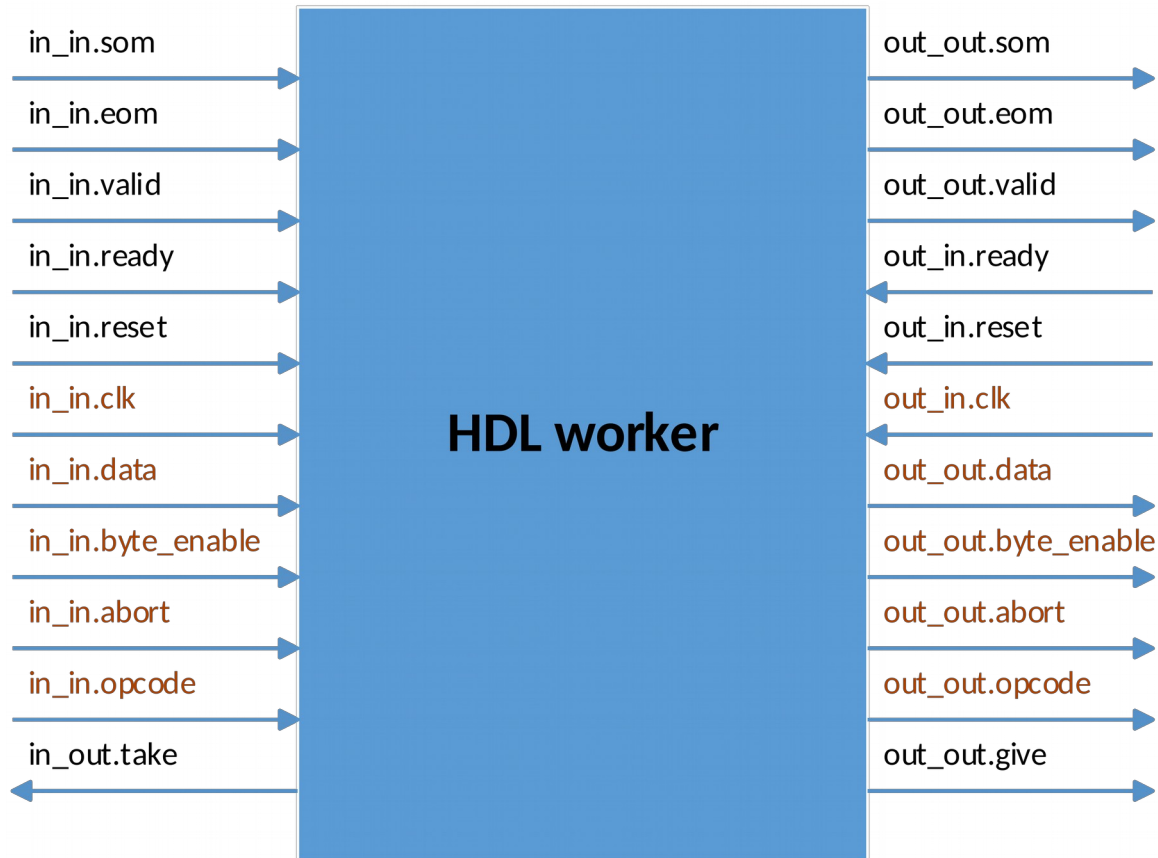 in_in.som
in_in.eom
in_in.valid
in_in.ready
in_in.reset
in_in.clk
in_in.data
in_in.byte_enable
in_in.abort
in_in.opcode
in_out.take
HDL worker
out_out.som
out_out.eom
out_out.valid
out_in.ready
out_in.reset
out_in.clk
out_out.data
out_out.byte_enable
out_out.abort
out_out.opcode
out_out.give